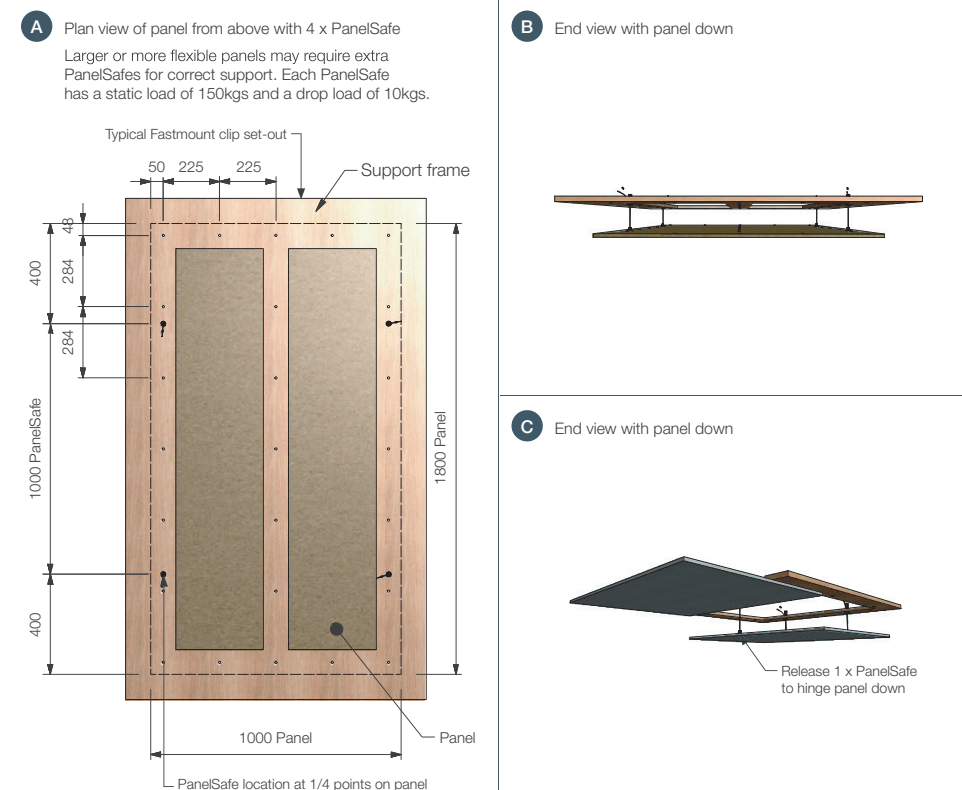 A
Plan view of panel from above with 4 x PanelSafe
Larger or more flexible panels may require extra
PanelSafes for correct support. Each PanelSafe
has a static load of 150kgs and a drop load of 10kgs.
Typical Fastmount clip set-out
50
225
225
Support frame
48
400
284
284
1000 PanelSafe
1800 Panel
400
1000 Panel
Panel
PanelSafe location at 1/4 points on panel
B
End view with panel down
C
End view with panel down
Release 1 x PanelSafe
to hinge panel down